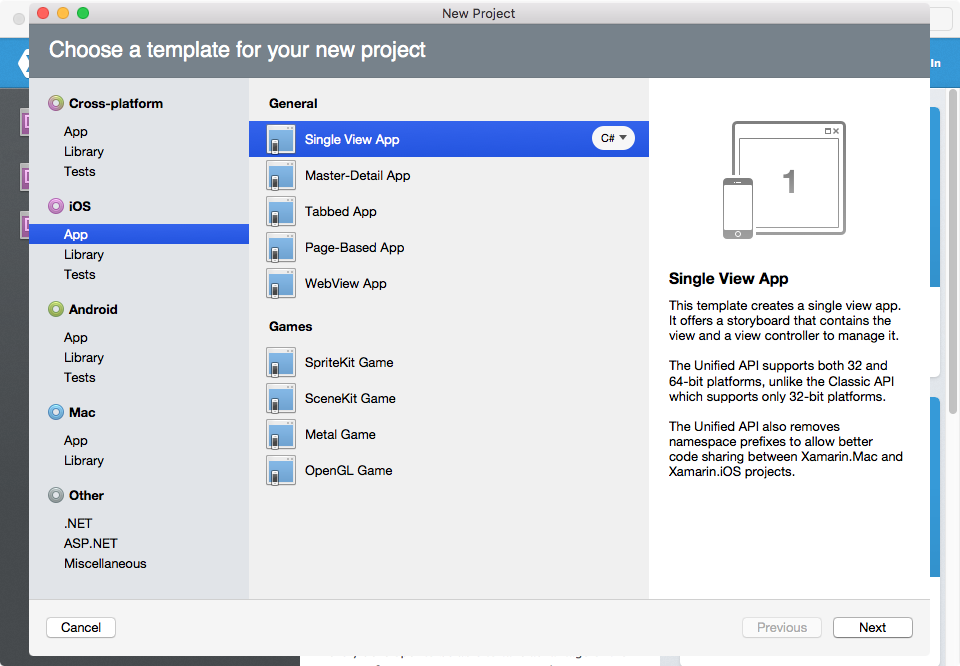 New Project
Choose a template for your new project
In
Cross-platform
App
Library
Tests
iOS
App
Library
Tests
Android
App
Library
Tests
Mac
App
Library
Other
.NET
ASP.NET
Miscellaneous
General
Single View App
C#
Master-Detail App
Tabbed App
Page-Based App
WebView App
Games
SpriteKit Game
SceneKit Game
Metal Game
OpenGL Game
1
Single View App
This template creates a single view app.
It offers a storyboard that contains the
view and a view controller to manage it.
The Unified API supports both 32 and
64-bit platforms, unlike the Classic API
which supports only 32-bit platforms.
The Unified API also removes
namespace prefixes to allow better
code sharing between Xamarin.Mac and
Xamarin.iOS projects.
Cancel
Previous
Next